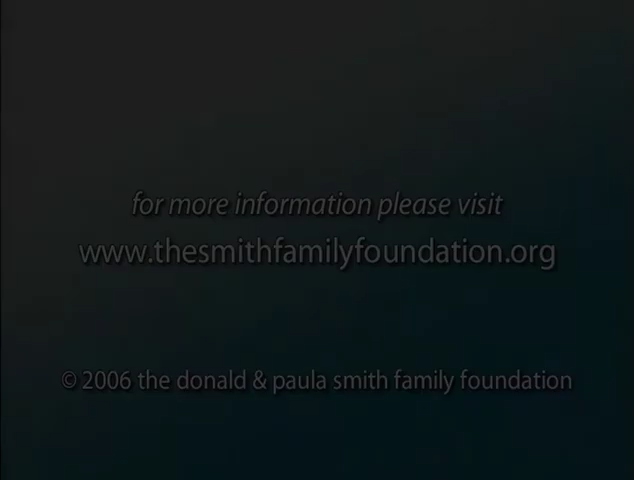 for more information please visit
www.thesmithfamilyfoundation.org
© 2006 the donald & paula smith family foundation